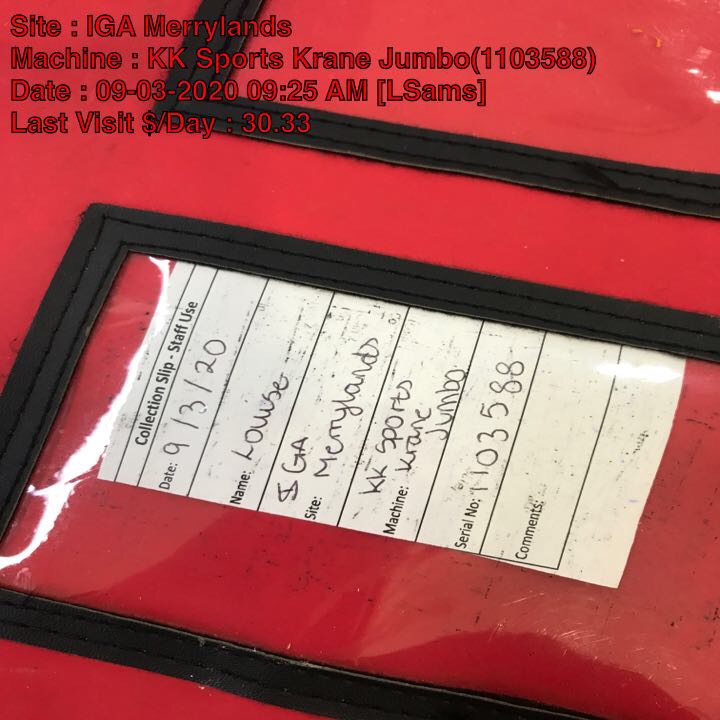 Site : IGA Merrylands
Machine : KK Sports Krane Jumbo(1103588)
Date : 09-03-2020 09:25 AM [LSams]
Last Visit $/Day : 30.33
Collection Slip - Staff Use
Date: 9/3/20
Name: Louise
IGA
Site: Merrylands
KK Sports
Machine: Krane
Jumbo
Serial No: 1103588
Comments: